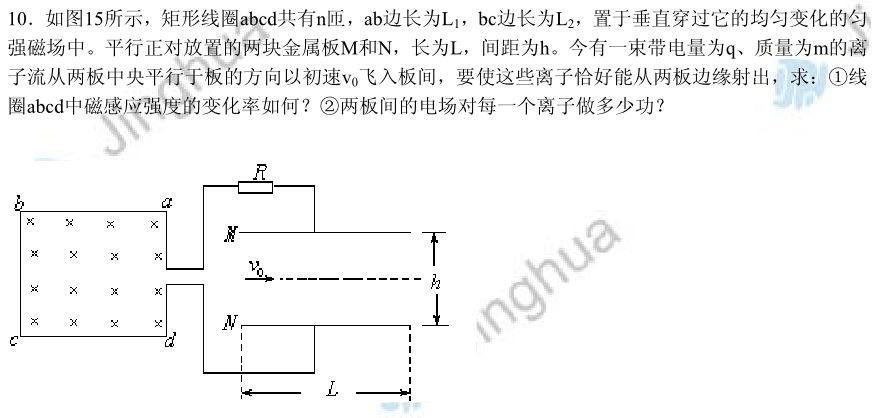 10．如图15所示，矩形线圈abcd共有n匝，ab边长为L₁，bc边长为L₂，置于垂直穿过它的均匀变化的匀
强磁场中。平行正对放置的两块金属板M和N，长为L，间距为h。今有一束带电量为q、质量为m的离
子流从两板中央平行于板的方向以初速v₀飞入板间，要使这些离子恰好能从两板边缘射出，求：①线
圈abcd中磁感应强度的变化率如何？②两板间的电场对每一个离子做多少功？
Jinghua
R
b
a
M
v₀
h
N
c
d
L
inghua